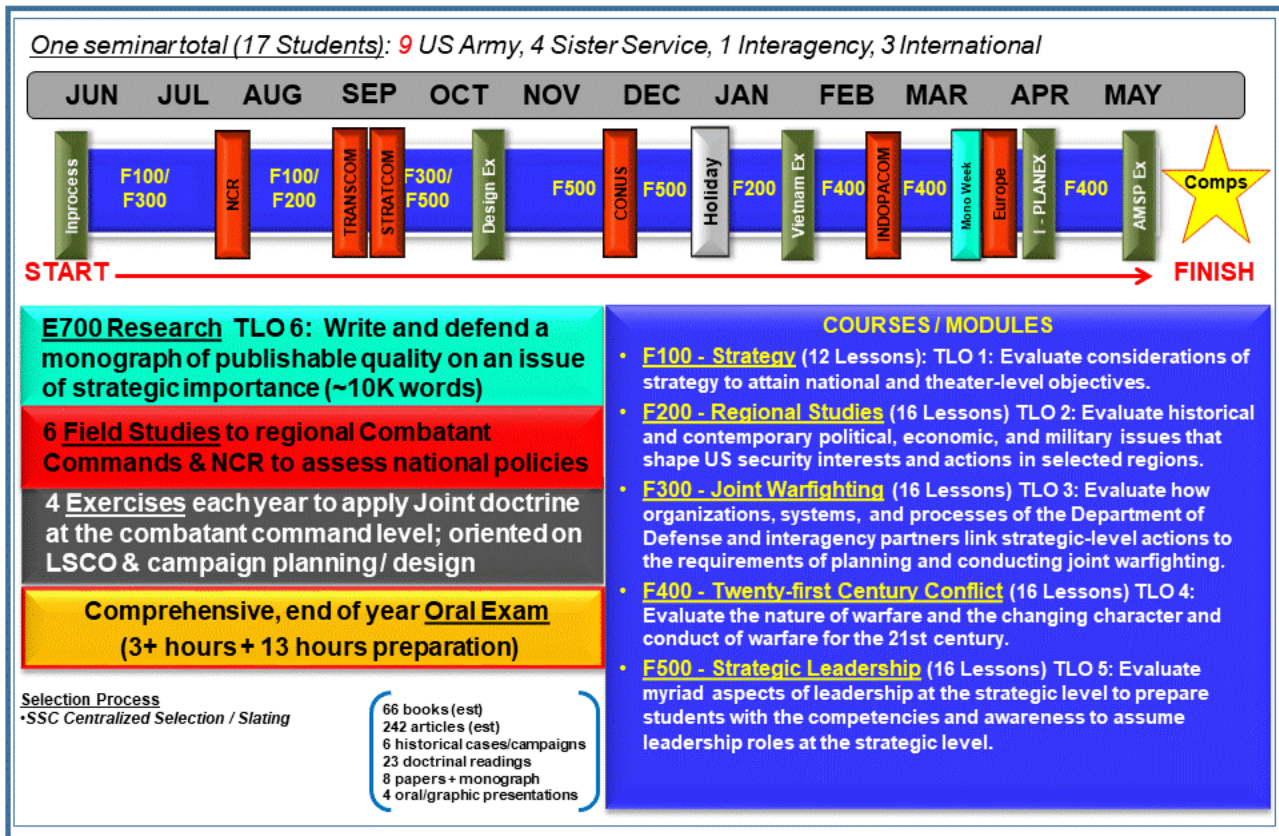 One seminar total (17 Students): 9 US Army, 4 Sister Service, 1 Interagency, 3 International
JUN JUL AUG SEP OCT NOV DEC JAN FEB MAR APR MAY
Inprocess
F100/
F300
NCR
F100/
F200
TRANSCOM
STRATCOM
F300/
F500
Design Ex
F500
CONUS
F500
Holiday
F200
Vietnam Ex
F400
INDOPACOM
F400
Mono Week
Europe
I - PLANEX
F400
AMSP Ex
Comps
START
FINISH
E700 Research TLO 6: Write and defend a
monograph of publishable quality on an issue
of strategic importance (~10K words)
6 Field Studies to regional Combatant
Commands & NCR to assess national policies
4 Exercises each year to apply Joint doctrine
at the combatant command level; oriented on
LSCO & campaign planning / design
Comprehensive, end of year Oral Exam
(3+ hours + 13 hours preparation)
Selection Process
•SSC Centralized Selection / Slating
66 books (est)
242 articles (est)
6 historical cases/campaigns
23 doctrinal readings
8 papers + monograph
4 oral/graphic presentations
COURSES / MODULES
• F100 - Strategy (12 Lessons): TLO 1: Evaluate considerations of
strategy to attain national and theater-level objectives.
• F200 - Regional Studies (16 Lessons) TLO 2: Evaluate historical
and contemporary political, economic, and military issues that
shape US security interests and actions in selected regions.
• F300 - Joint Warfighting (16 Lessons) TLO 3: Evaluate how
organizations, systems, and processes of the Department of
Defense and interagency partners link strategic-level actions to
the requirements of planning and conducting joint warfighting.
• F400 - Twenty-first Century Conflict (16 Lessons) TLO 4:
Evaluate the nature of warfare and the changing character and
conduct of warfare for the 21st century.
• F500 - Strategic Leadership (16 Lessons) TLO 5: Evaluate
myriad aspects of leadership at the strategic level to prepare
students with the competencies and awareness to assume
leadership roles at the strategic level.